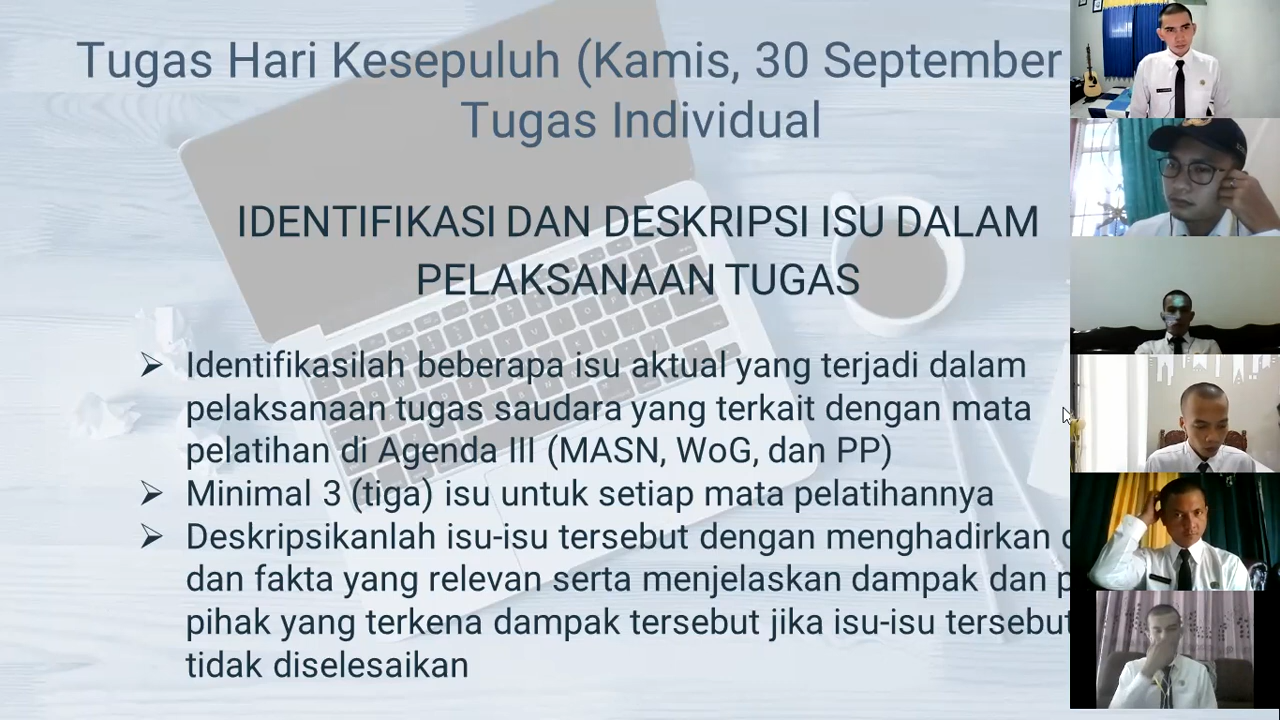 Tugas Hari Kesepuluh (Kamis, 30 September
Tugas Individual
IDENTIFIKASI DAN DESKRIPSI ISU DALAM
PELAKSANAAN TUGAS
➢ Identifikasilah beberapa isu aktual yang terjadi dalam
pelaksanaan tugas saudara yang terkait dengan mata
pelatihan di Agenda III (MASN, WoG, dan PP)
➢ Minimal 3 (tiga) isu untuk setiap mata pelatihannya
➢ Deskripsikanlah isu-isu tersebut dengan menghadirkan
dan fakta yang relevan serta menjelaskan dampak dan
pihak yang terkena dampak tersebut jika isu-isu tersebut
tidak diselesaikan